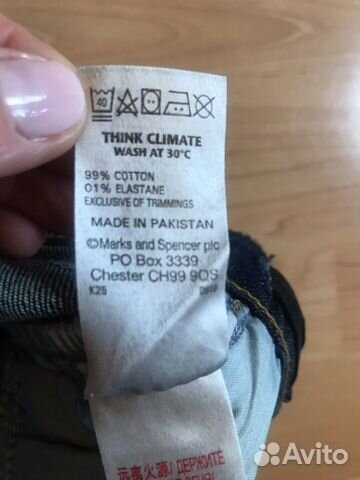 40
THINK CLIMATE
WASH AT 30°C
99% COTTON
01% ELASTANE
EXCLUSIVE OF TRIMMINGS
MADE IN PAKISTAN
©Marks and Spencer plc
PO Box 3339
Chester CH99 9QS
K25
远离火源/ ДЕРЖИТЕ
Avito